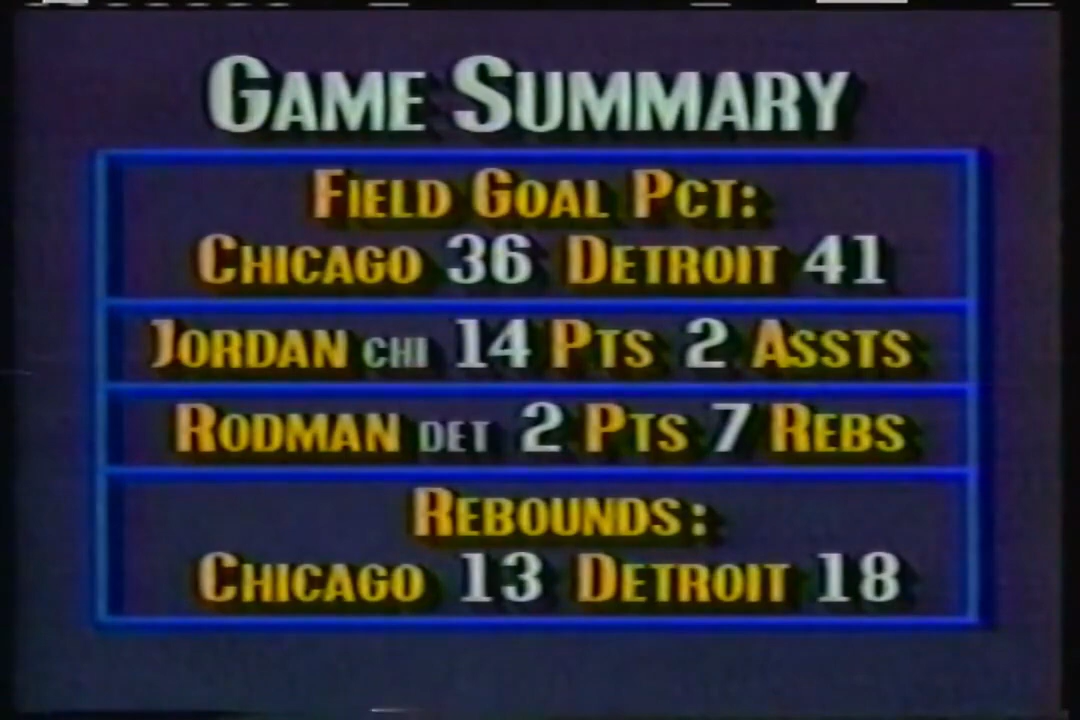 GAME SUMMARY
FIELD GOAL PCT:
CHICAGO 36 DETROIT 41
JORDAN CHI 14 PTS 2 ASSTS
RODMAN DET 2 PTS 7 REBS
REBOUNDS:
CHICAGO 13 DETROIT 18